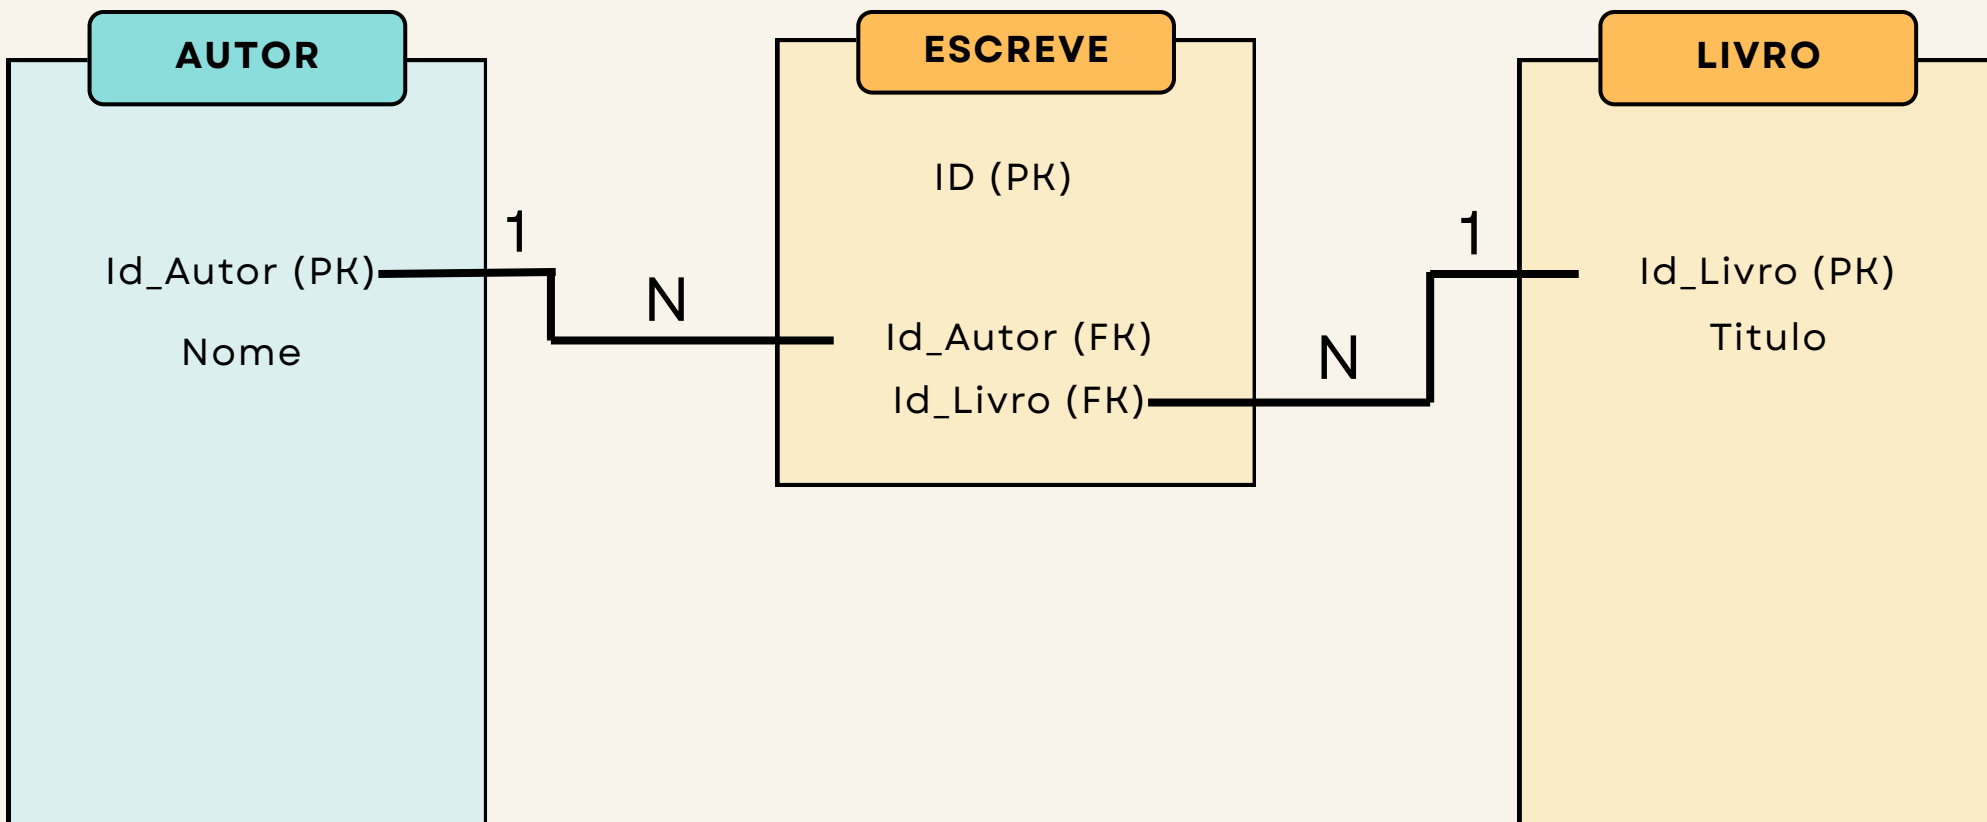 AUTOR
Id_Autor (PK)
Nome
1
N
ESCREVE
ID (PK)
Id_Autor (FK)
Id_Livro (FK)
N
1
LIVRO
Id_Livro (PK)
Titulo